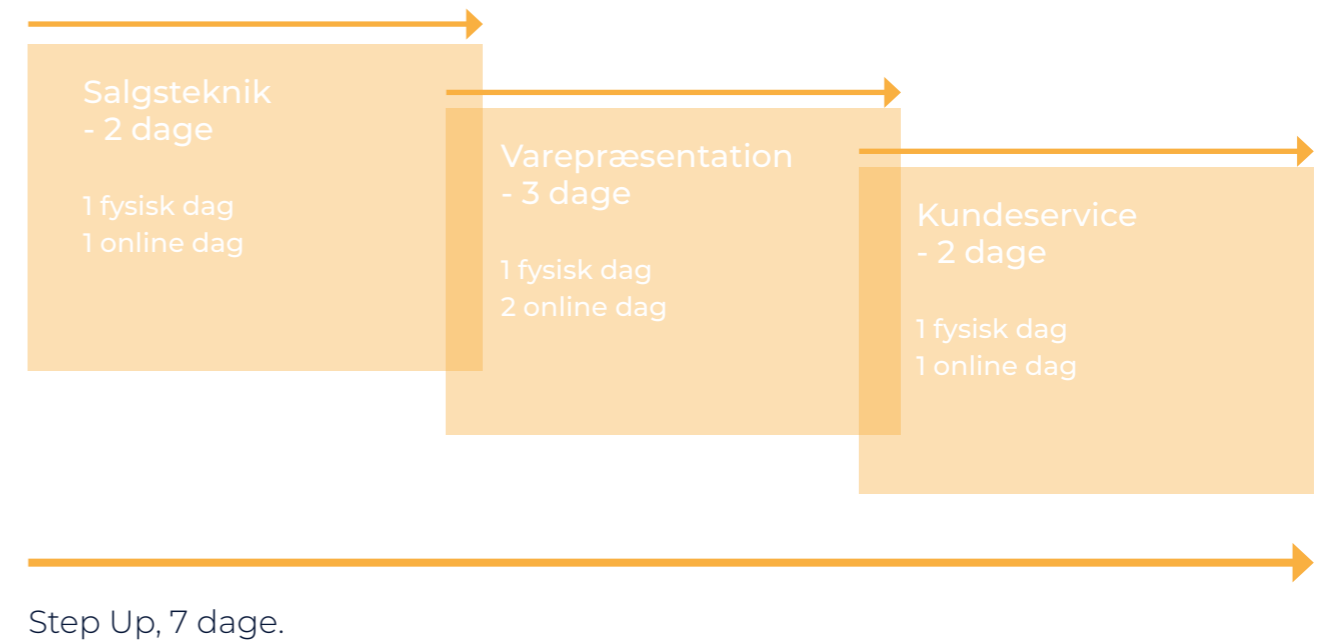 Salgsteknik
- 2 dage
1 fysisk dag
1 online dag
Varepræsentation
- 3 dage
1 fysisk dag
2 online dag
Kundeservice
- 2 dage
1 fysisk dag
1 online dag
Step Up, 7 dage.